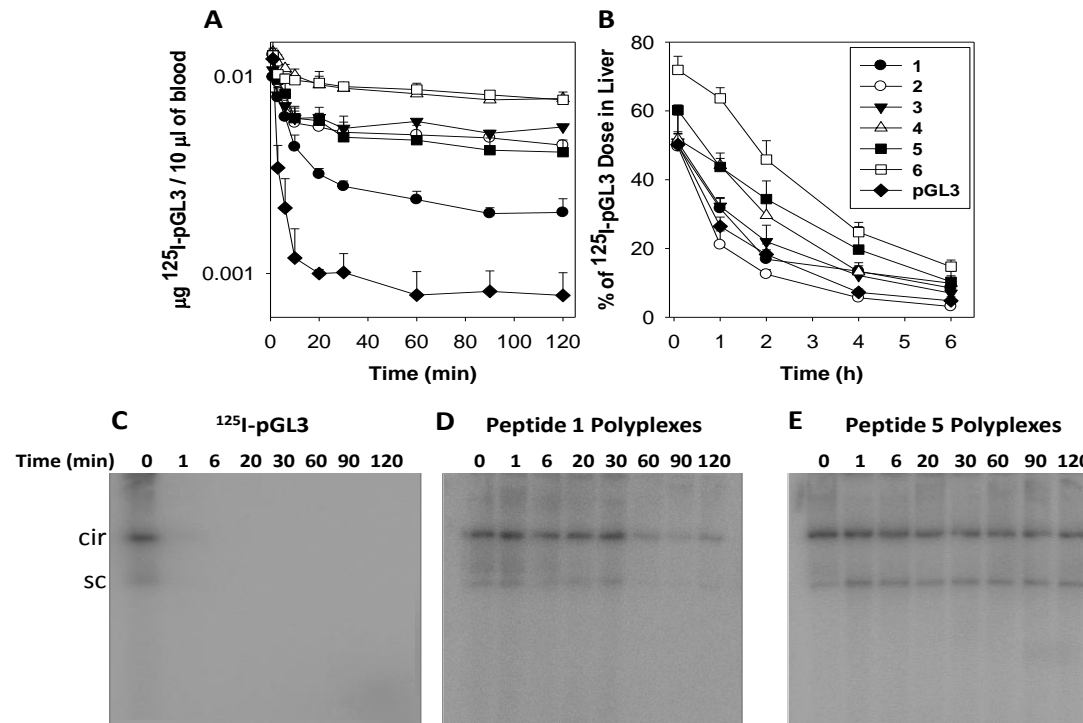 A
0.01
0.001
µg ¹²⁵I-pGL3 / 10 µl of blood
0 20 40 60 80 100 120
Time (min)
B
80
60
40
20
0
% of ¹²⁵I-pGL3 Dose in Liver
0 1 2 3 4 5 6
Time (h)
1
2
3
4
5
6
pGL3
C ¹²⁵I-pGL3
Time (min) 0 1 6 20 30 60 90 120
cir
sc
D Peptide 1 Polyplexes
0 1 6 20 30 60 90 120
E Peptide 5 Polyplexes
0 1 6 20 30 60 90 120